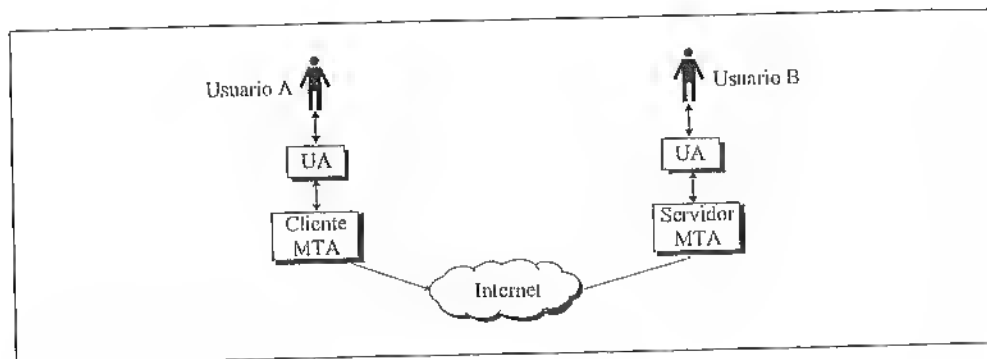 Usuario A
Usuario B
UA
UA
Cliente
MTA
Servidor
MTA
Internet